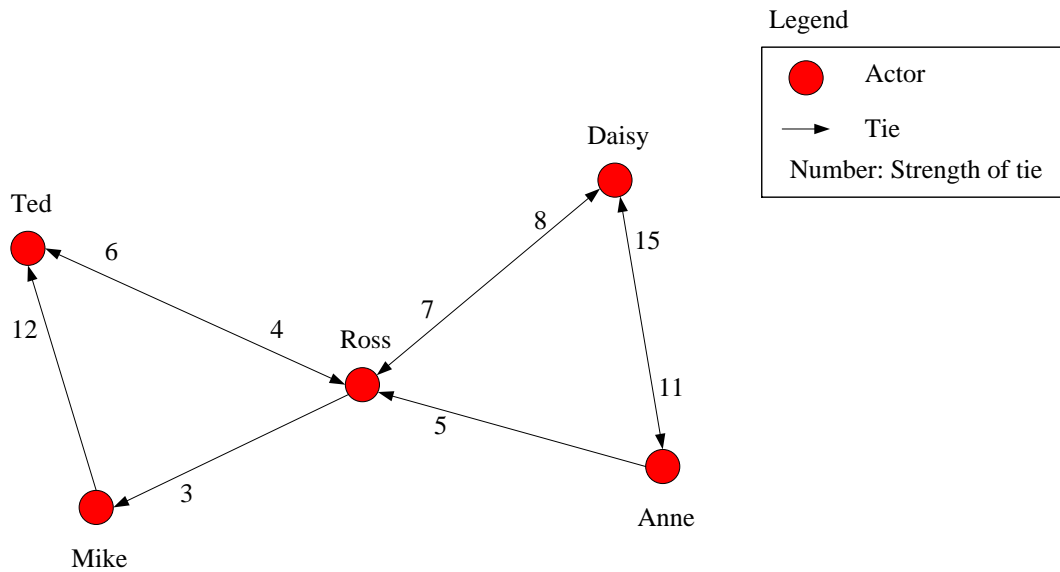 Legend
Actor
Tie
Number: Strength of tie
Daisy
Ted
8
15
6
7
12
4
Ross
11
5
3
Anne
Mike